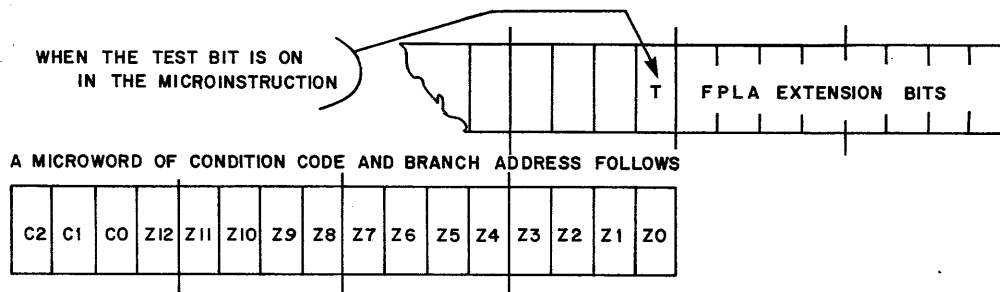 WHEN THE TEST BIT IS ON
IN THE MICROINSTRUCTION
T FPLA EXTENSION BITS
A MICROWORD OF CONDITION CODE AND BRANCH ADDRESS FOLLOWS
C2 C1 C0 Z12 Z11 Z10 Z9 Z8 Z7 Z6 Z5 Z4 Z3 Z2 Z1 Z0